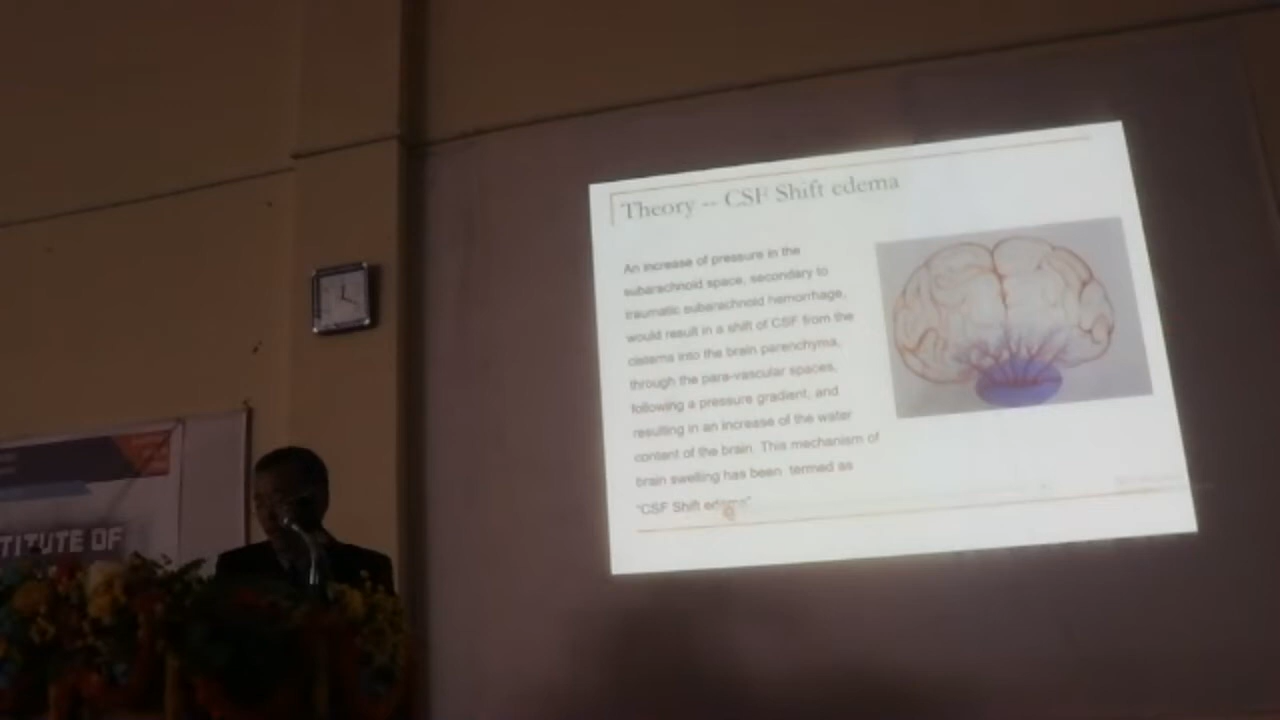 Theory -- CSF Shift edema
An increase of pressure in the
subarachnoid space, secondary to
traumatic subarachnoid hemorrhage,
would result in a shift of CSF from the
cisterns into the brain parenchyma,
through the para-vascular spaces,
following a pressure gradient, and
resulting in an increase of the water
content of the brain. This mechanism of
brain swelling has been termed as
"CSF Shift edema"
TITUTE OF